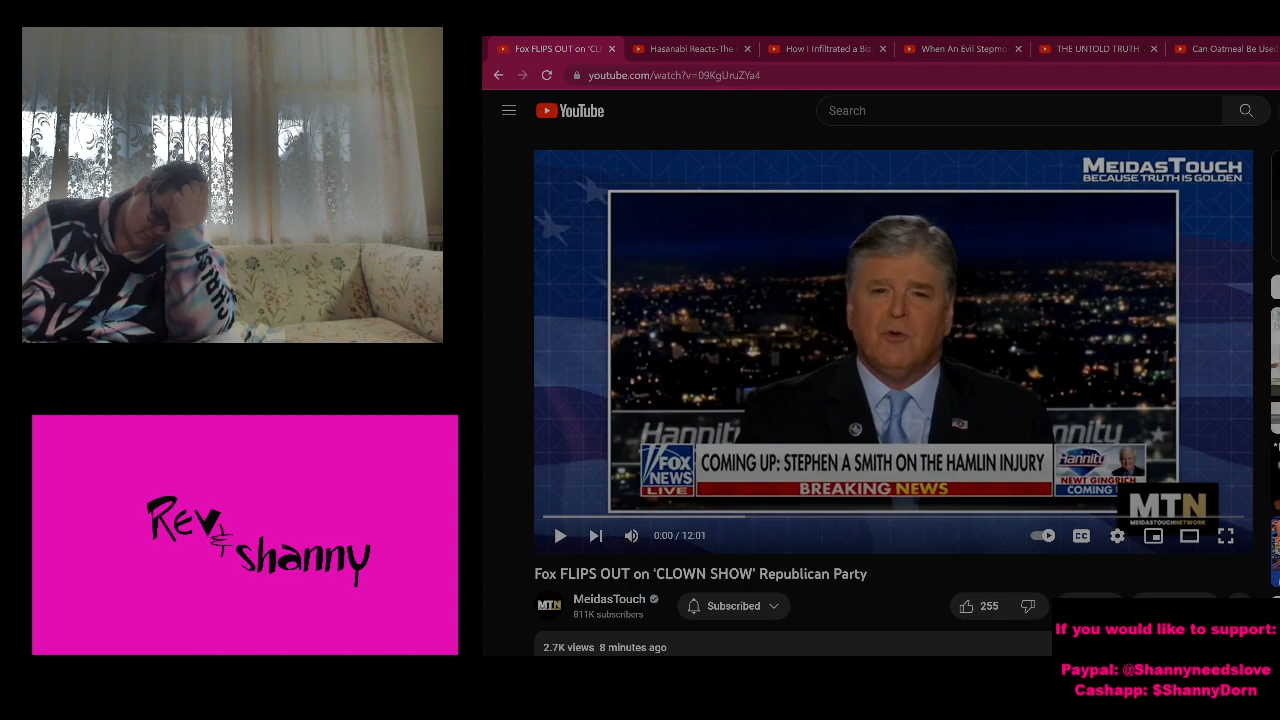 Fox FLIPS OUT on 'CL
Hasanabi Reacts-The
How I Infiltrated a Biz
When An Evil Stepmo
THE UNTOLD TRUTH
Can Oatmeal Be Used
youtube.com/watch?v=09KgUruZYa4
YouTube
Search
MEIDASTOUCH
BECAUSE TRUTH IS GOLDEN
Hannity
nnity
FOX
NEWS
LIVE
COMING UP: STEPHEN A SMITH ON THE HAMLIN INJURY
BREAKING NEWS
Hannity
NEWT GINGRICH
COMING
MTN
MEIDASTOUCH NETWORK
0:00 / 12:01
CC
Fox FLIPS OUT on ‘CLOWN SHOW’ Republican Party
MTN
MeidasTouch
811K subscribers
Subscribed
255
2.7K views 8 minutes ago
Rev
&
shanny
If you would like to support:
Paypal: @Shannyneedslove
Cashapp: $ShannyDorn